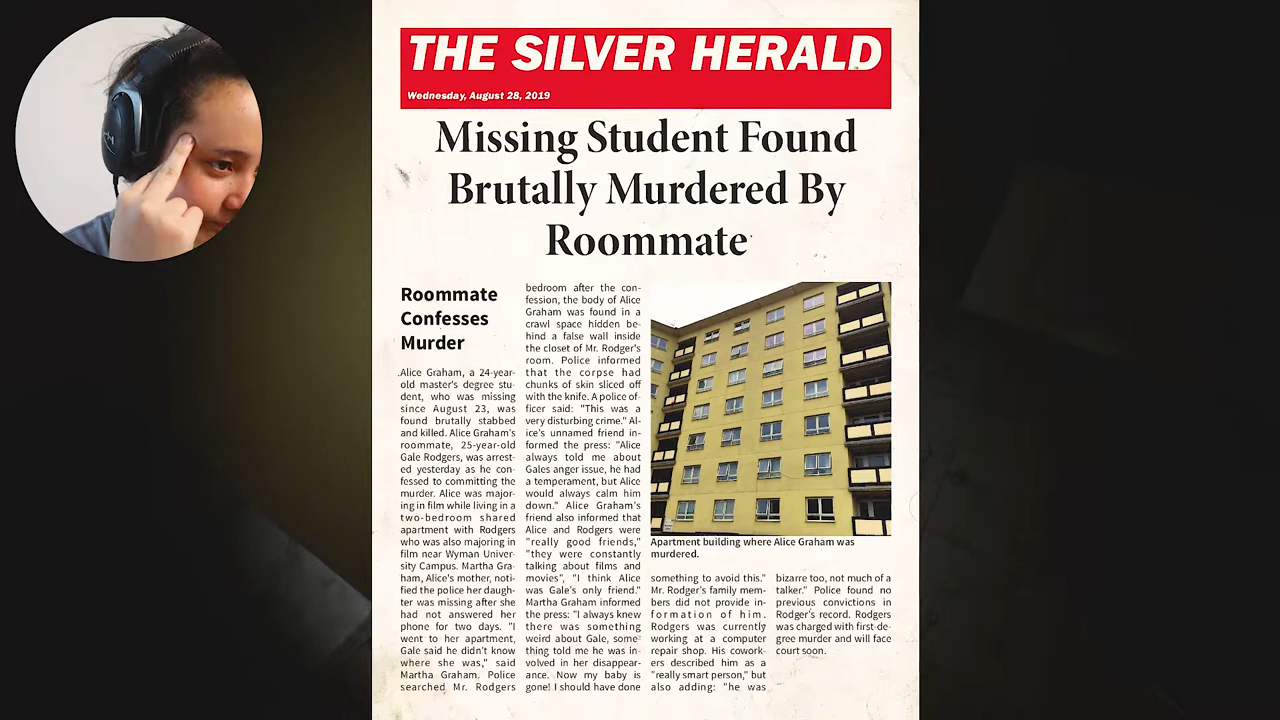 THE SILVER HERALD
Wednesday, August 28, 2019
Missing Student Found
Brutally Murdered By
Roommate
Roommate
Confesses
Murder
Alice Graham, a 24-year-
old master's degree stu-
dent, who was missing
since August 23, was
found brutally stabbed
and killed. Alice Graham's
roommate, 25-year-old
Gale Rodgers, was arrest-
ed yesterday as he con-
fessed to committing the
murder. Alice was major-
ing in film while living in a
two-bedroom shared
apartment with Rodgers
who was also majoring in
film near Wyman Univer-
sity Campus. Martha Gra-
ham, Alice's mother, noti-
fied the police her daugh-
ter was missing after she
had not answered her
phone for two days. "I
went to her apartment,
Gale said he didn't know
where she was," said
Martha Graham. Police
searched Mr. Rodgers
bedroom after the con-
fession, the body of Alice
Graham was found in a
crawl space hidden be-
hind a false wall inside
the closet of Mr. Rodger's
room. Police informed
that the corpse had
chunks of skin sliced off
with the knife. A police of-
ficer said: "This was a
very disturbing crime." Al-
ice's unnamed friend in-
formed the press: "Alice
always told me about
Gales anger issue, he had
a temperament, but Alice
would always calm him
down." Alice Graham's
friend also informed that
Alice and Rodgers were
"really good friends,"
"they were constantly
talking about films and
movies", "I think Alice
was Gale's only friend."
Martha Graham informed
the press: "I always knew
there was something
weird about Gale, some-
thing told me he was in-
volved in her disappear-
ance. Now my baby is
gone! I should have done
Apartment building where Alice Graham was
murdered.
something to avoid this."
Mr. Rodger's family mem-
bers did not provide in-
formation of him.
Rodgers was currently
working at a computer
repair shop. His cowork-
ers described him as a
"really smart person," but
also adding: "he was
bizarre too, not much of a
talker." Police found no
previous convictions in
Rodger's record. Rodgers
was charged with first-de-
gree murder and will face
court soon.